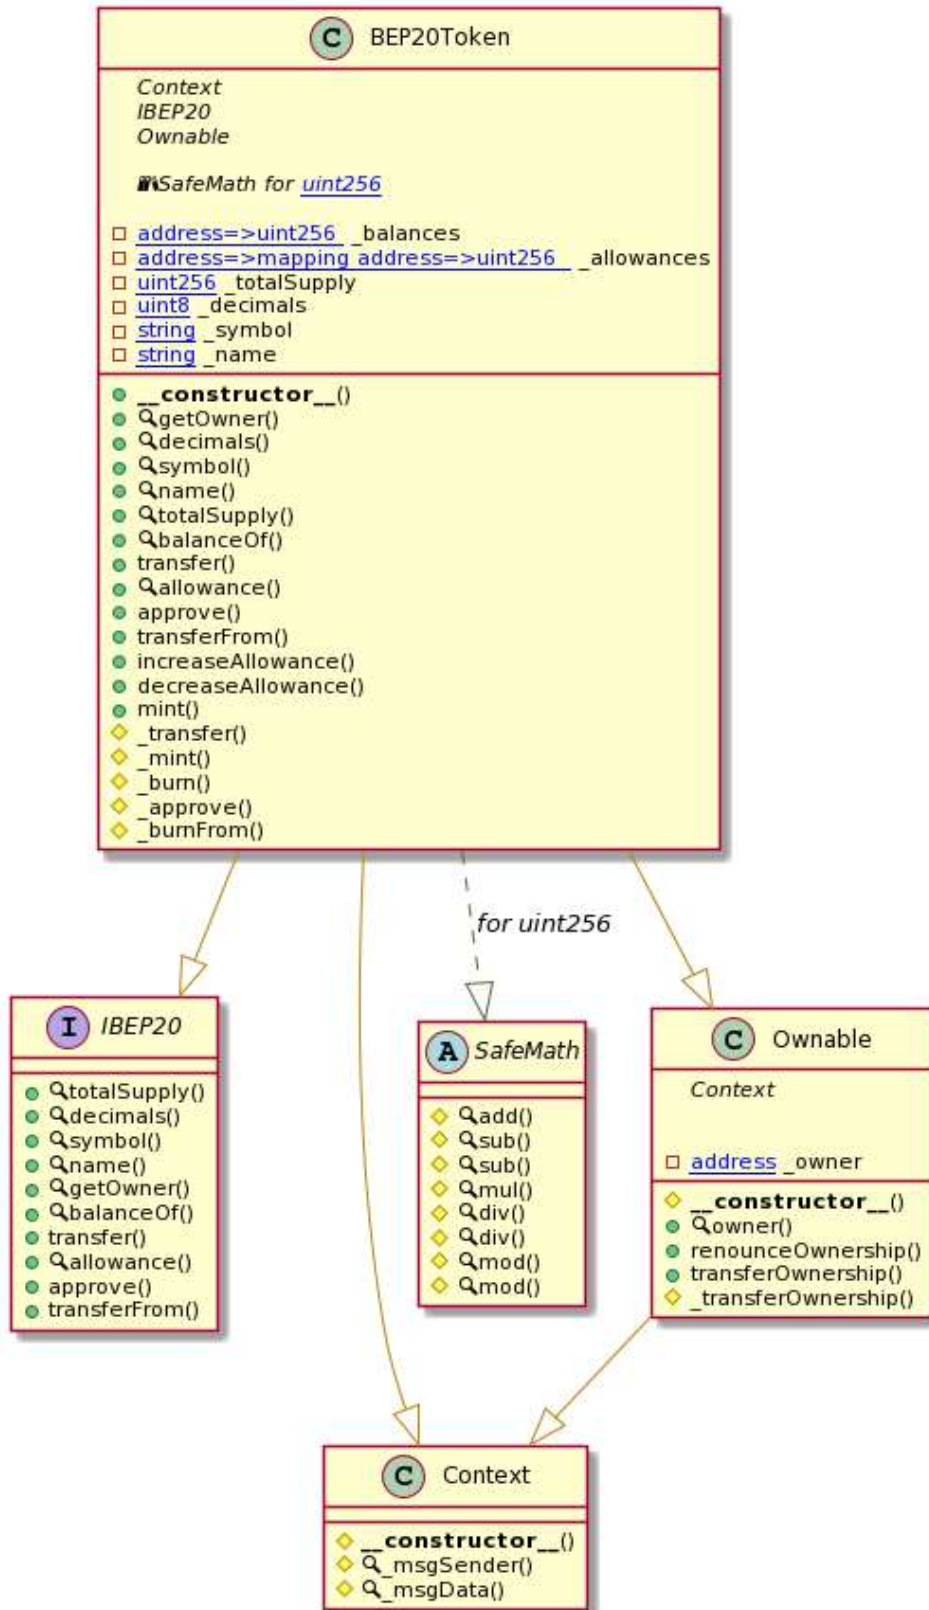 C BEP20Token
Context
IBEP20
Ownable
SafeMath for uint256
address=>uint256 _balances
address=>mapping address=>uint256 _allowances
uint256 _totalSupply
uint8 _decimals
string _symbol
string _name
__constructor__()
getOwner()
decimals()
symbol()
name()
totalSupply()
balanceOf()
transfer()
allowance()
approve()
transferFrom()
increaseAllowance()
decreaseAllowance()
mint()
_transfer()
_mint()
_burn()
_approve()
_burnFrom()
for uint256
I IBEP20
totalSupply()
decimals()
symbol()
name()
getOwner()
balanceOf()
transfer()
allowance()
approve()
transferFrom()
A SafeMath
add()
sub()
sub()
mul()
div()
div()
mod()
mod()
C Ownable
Context
address _owner
__constructor__()
owner()
renounceOwnership()
transferOwnership()
_transferOwnership()
C Context
__constructor__()
_msgSender()
_msgData()